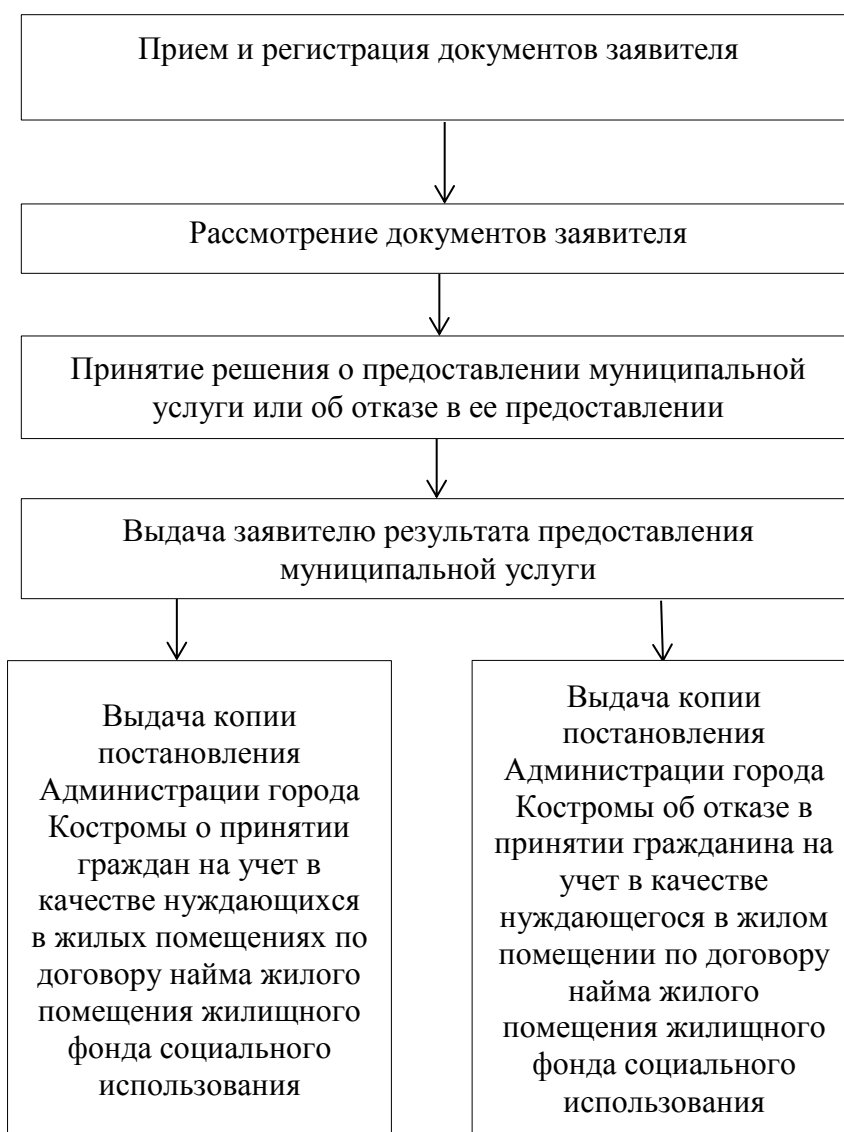 Прием и регистрация документов заявителя
Рассмотрение документов заявителя
Принятие решения о предоставлении муниципальной
услуги или об отказе в ее предоставлении
Выдача заявителю результата предоставления
муниципальной услуги
Выдача копии
постановления
Администрации города
Костромы о принятии
граждан на учет в
качестве нуждающихся
в жилых помещениях по
договору найма жилого
помещения жилищного
фонда социального
использования
Выдача копии
постановления
Администрации города
Костромы об отказе в
принятии гражданина на
учет в качестве
нуждающегося в жилом
помещении по договору
найма жилого
помещения жилищного
фонда социального
использования